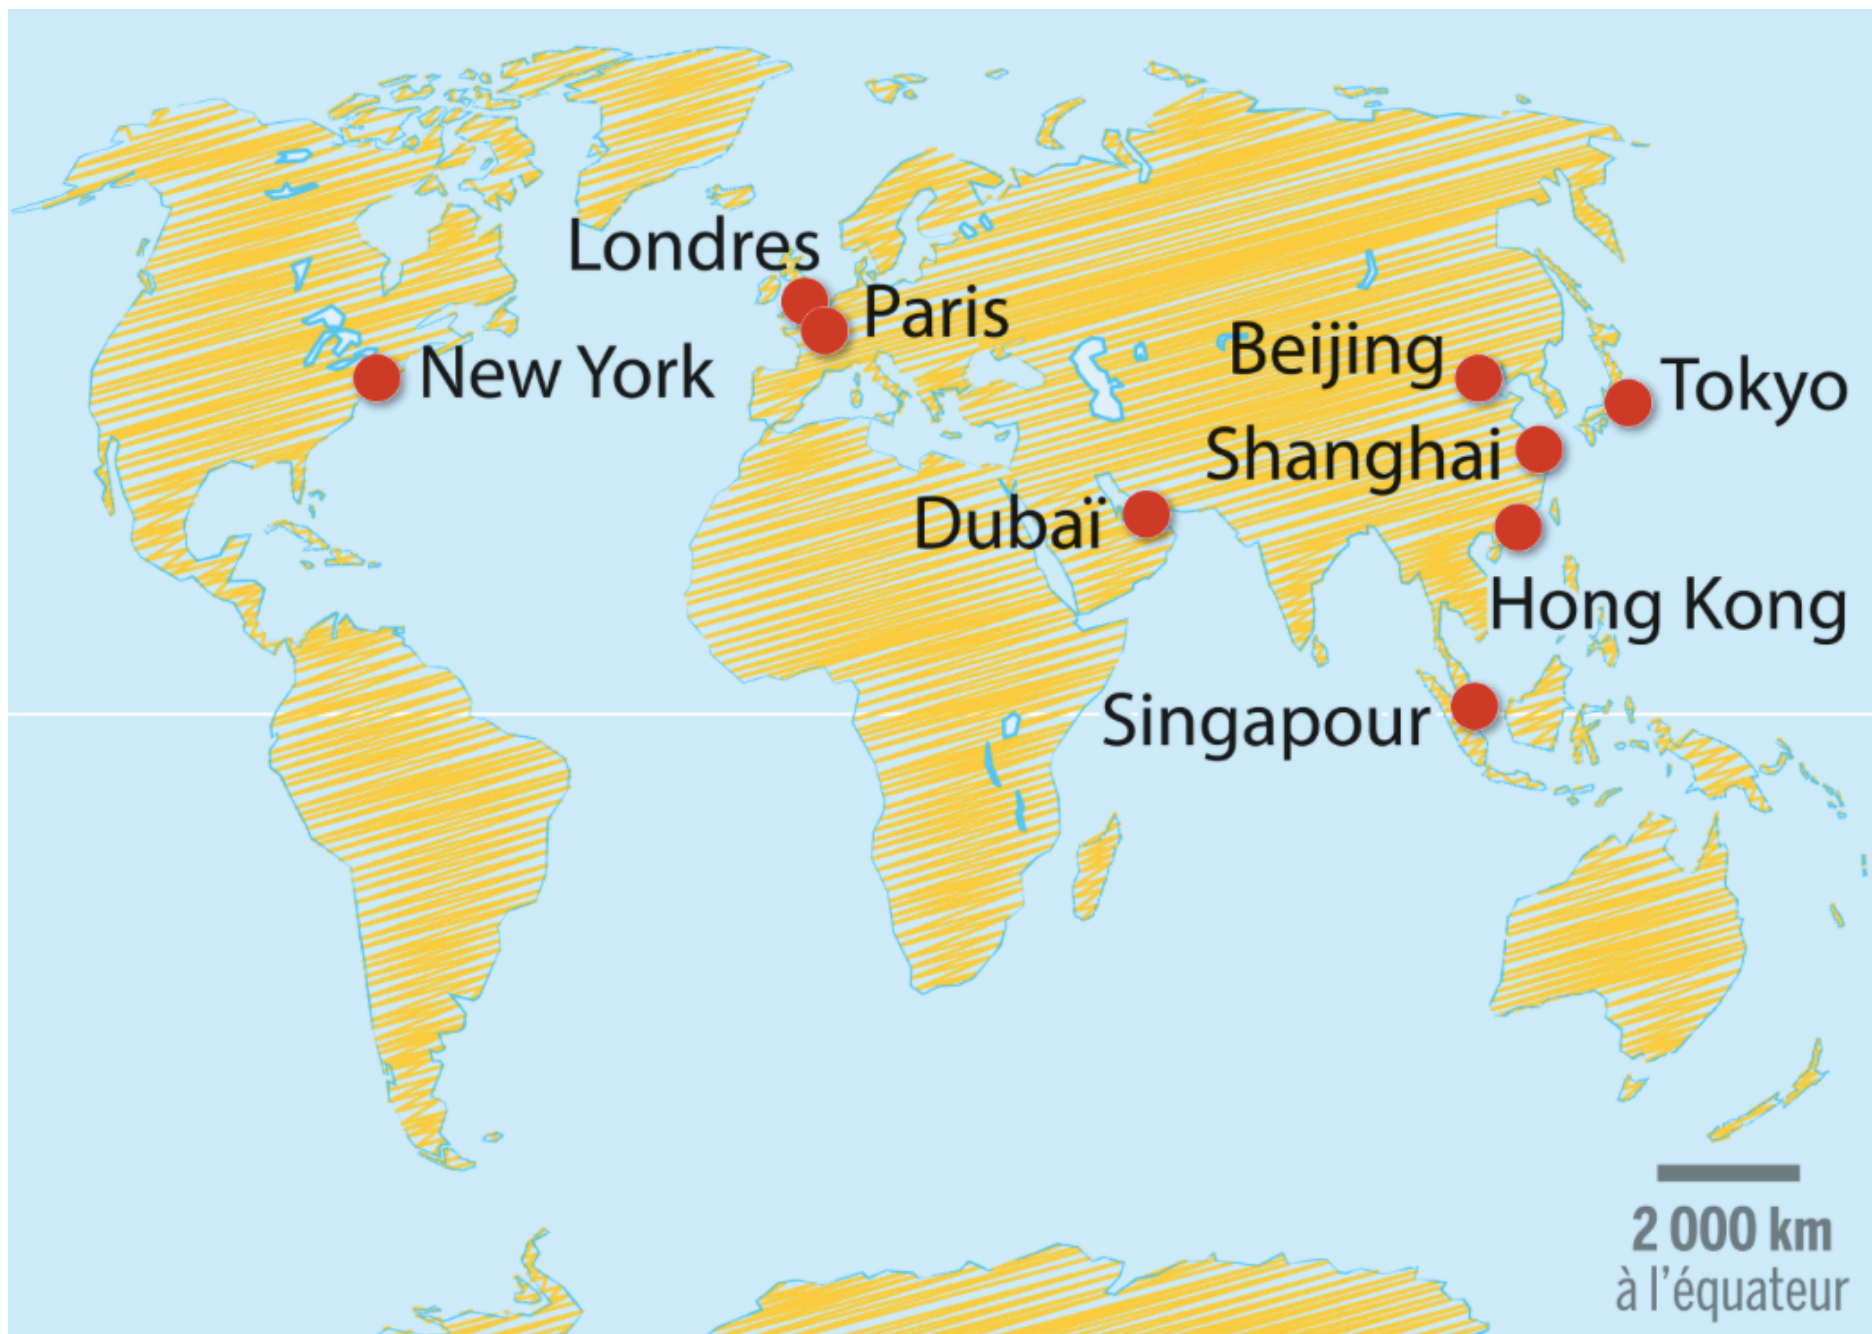 Londres
Paris
New York
Beijing
Tokyo
Shanghai
Dubaï
Hong Kong
Singapour
2 000 km
à l'équateur